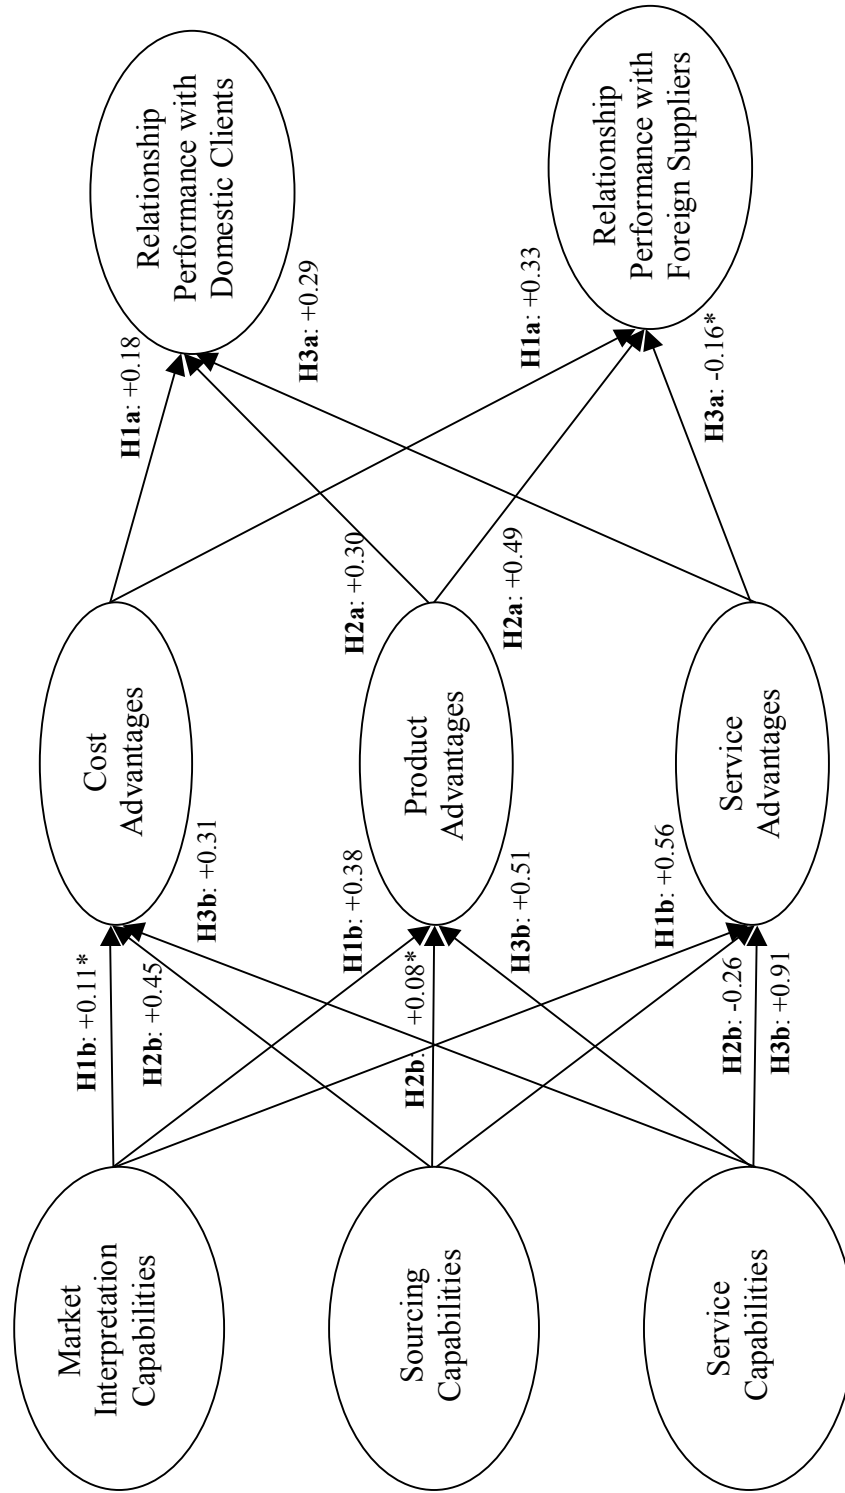 Market
Interpretation
Capabilities
Sourcing
Capabilities
Service
Capabilities
H1b: +0.11*
H2b: +0.45
H3b: +0.31
H1b: +0.38
H2b: +0.08*
H3b: +0.51
H1b: +0.56
H2b: -0.26
H3b: +0.91
Cost
Advantages
Product
Advantages
Service
Advantages
H1a: +0.18
H2a: +0.30
H3a: +0.29
H1a: +0.33
H2a: +0.49
H3a: -0.16*
Relationship
Performance with
Domestic Clients
Relationship
Performance with
Foreign Suppliers